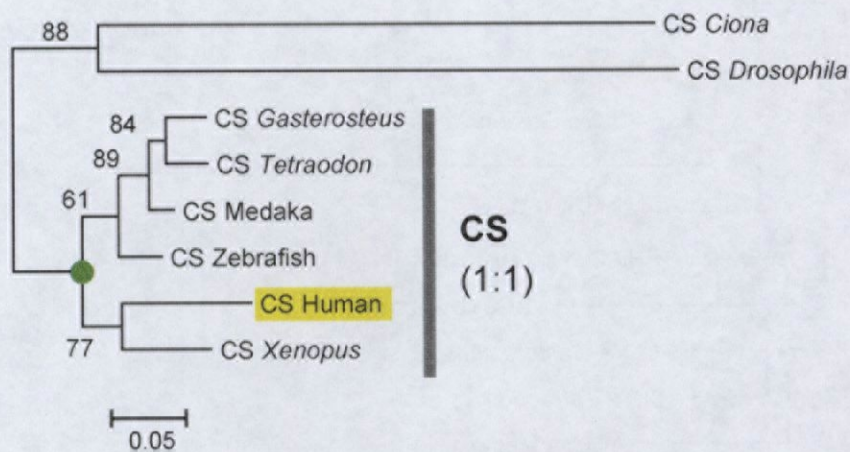 88
CS Ciona
CS Drosophila
84
CS Gasterosteus
89
CS Tetraodon
61
CS Medaka
CS Zebrafish
CS
(1:1)
CS Human
77
CS Xenopus
0.05